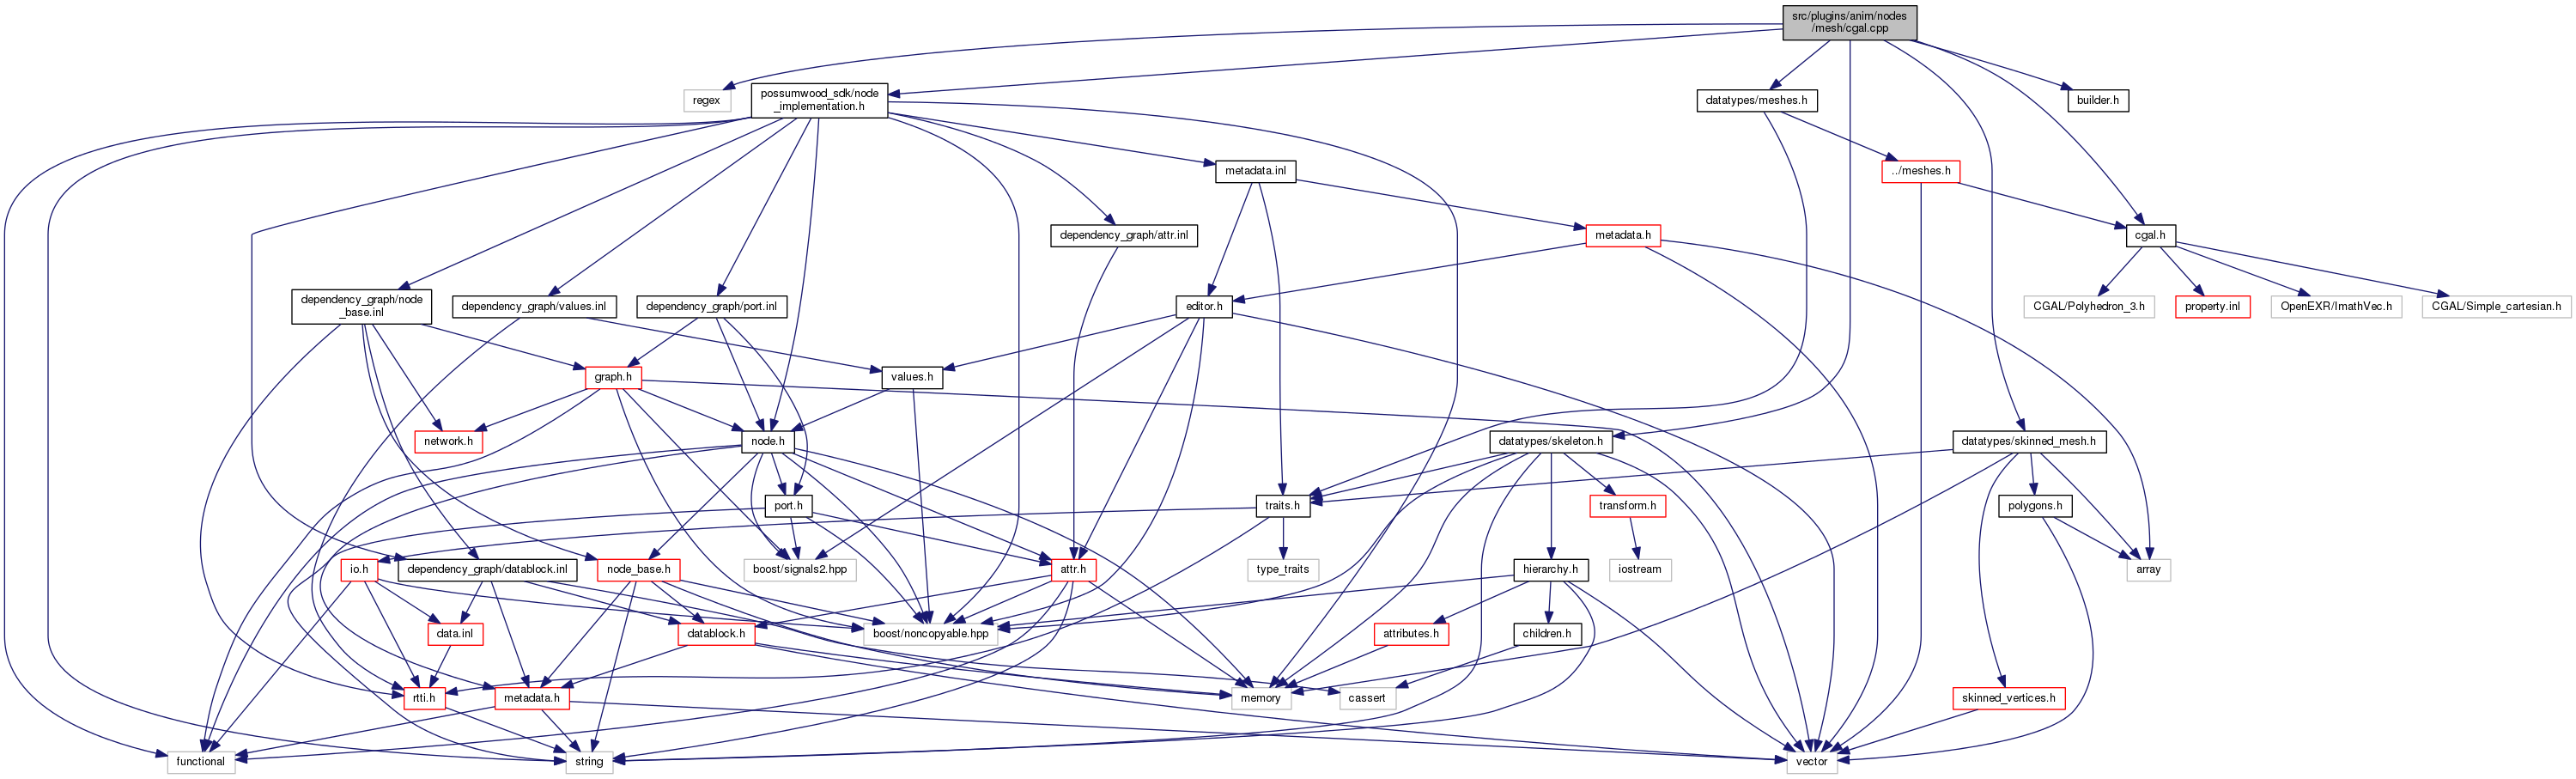 src/plugins/anim/nodes
/mesh/cgal.cpp
regex
possumwood_sdk/node
_implementation.h
datatypes/meshes.h
builder.h
metadata.inl
../meshes.h
dependency_graph/attr.inl
metadata.h
cgal.h
dependency_graph/node
_base.inl
dependency_graph/values.inl
dependency_graph/port.inl
editor.h
CGAL/Polyhedron_3.h
property.inl
OpenEXR/ImathVec.h
CGAL/Simple_cartesian.h
graph.h
values.h
network.h
node.h
datatypes/skeleton.h
datatypes/skinned_mesh.h
port.h
traits.h
transform.h
polygons.h
io.h
dependency_graph/datablock.inl
node_base.h
boost/signals2.hpp
attr.h
type_traits
hierarchy.h
iostream
array
data.inl
datablock.h
boost/noncopyable.hpp
attributes.h
children.h
rtti.h
metadata.h
memory
cassert
skinned_vertices.h
functional
string
vector